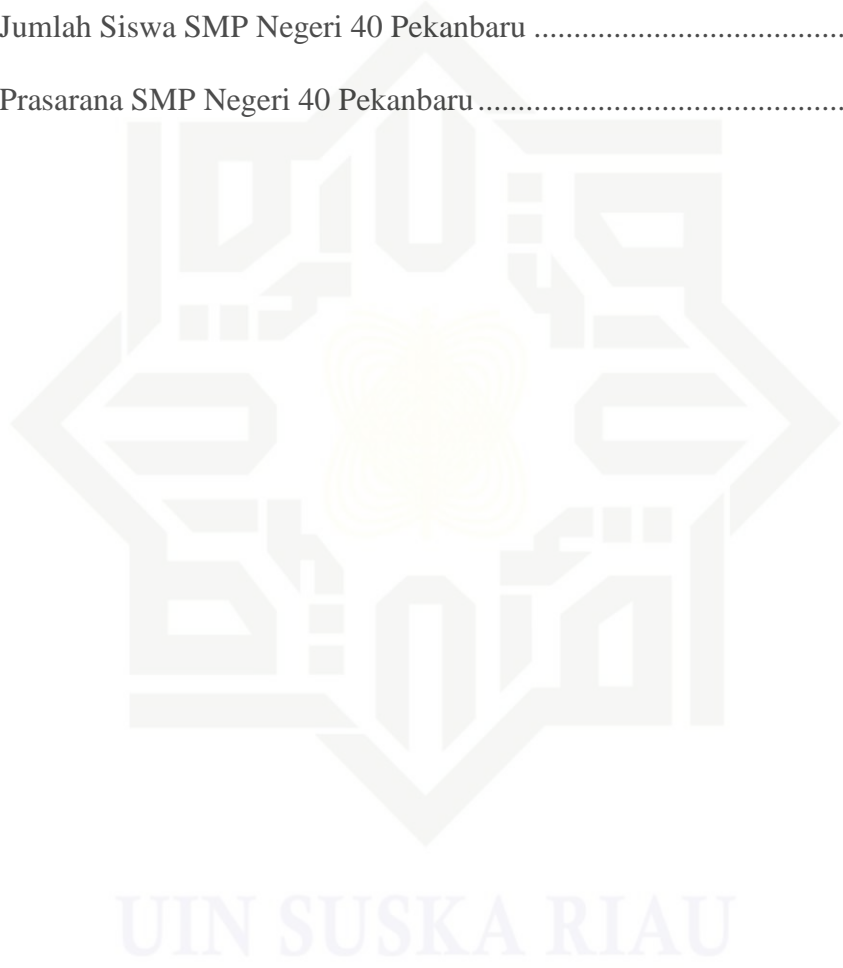 Jumlah Siswa SMP Negeri 40 Pekanbaru ......................................
Prasarana SMP Negeri 40 Pekanbaru .............................................
UIN SUSKA RIAU